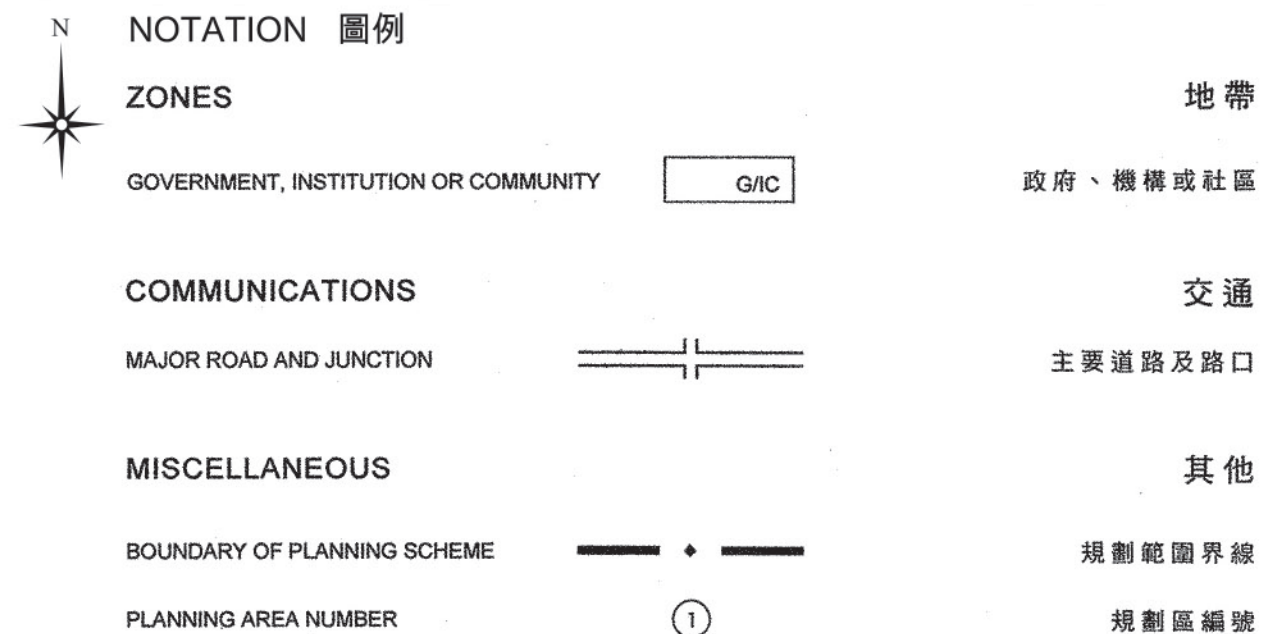 N
NOTATION 圖例
ZONES 地帶
GOVERNMENT, INSTITUTION OR COMMUNITY G/IC 政府、機構或社區
COMMUNICATIONS 交通
MAJOR ROAD AND JUNCTION 主要道路及路口
MISCELLANEOUS 其他
BOUNDARY OF PLANNING SCHEME 規劃範圍界線
PLANNING AREA NUMBER 1 規劃區編號